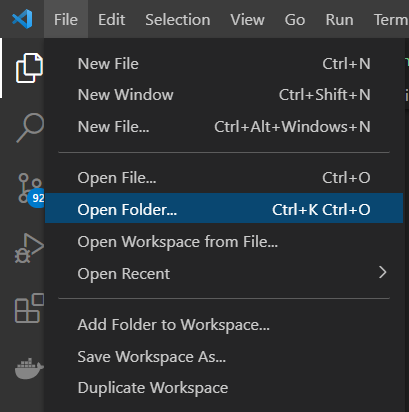 File Edit Selection View Go Run Term
New File Ctrl+N
New Window Ctrl+Shift+N
New File... Ctrl+Alt+Windows+N
Open File... Ctrl+O
Open Folder... Ctrl+K Ctrl+O
92
Open Workspace from File...
Open Recent
Add Folder to Workspace...
Save Workspace As...
Duplicate Workspace